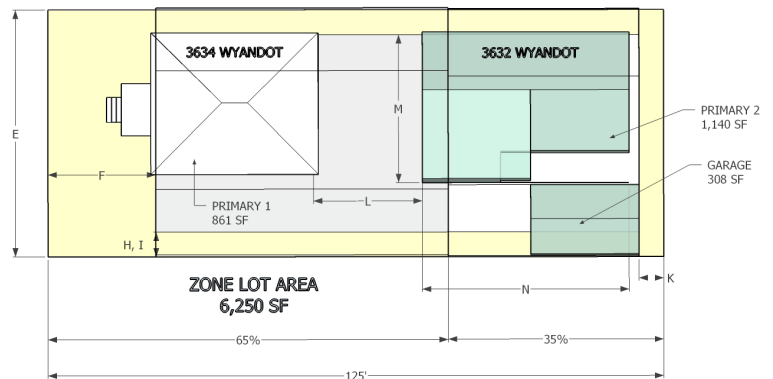 3634 WYANDOT
3632 WYANDOT
E
F
M
L
PRIMARY 1
861 SF
PRIMARY 2
1,140 SF
GARAGE
308 SF
H, I
N
K
ZONE LOT AREA
6,250 SF
65%
35%
125'